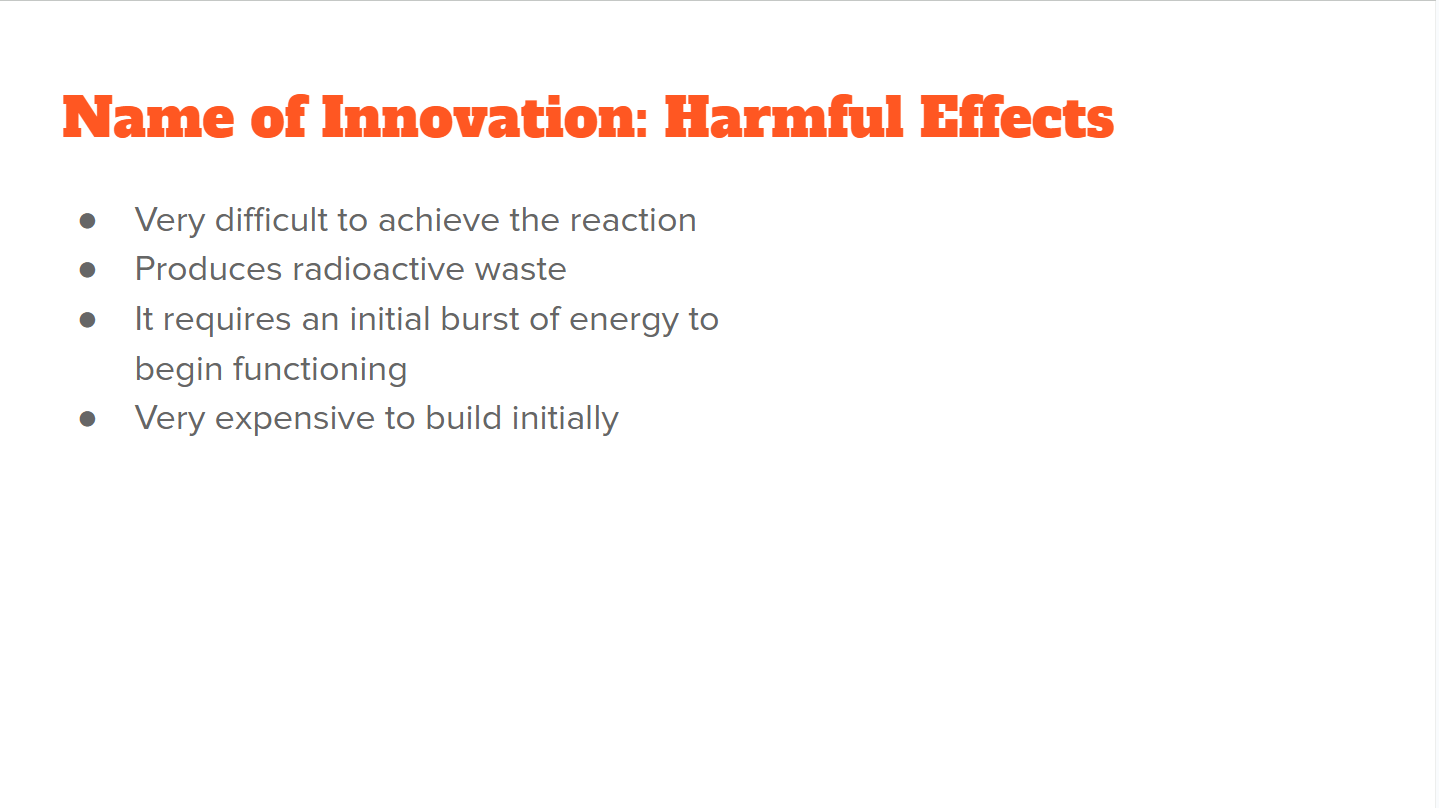 Name of Innovation: Harmful Effects
● Very difficult to achieve the reaction
● Produces radioactive waste
● It requires an initial burst of energy to
begin functioning
● Very expensive to build initially